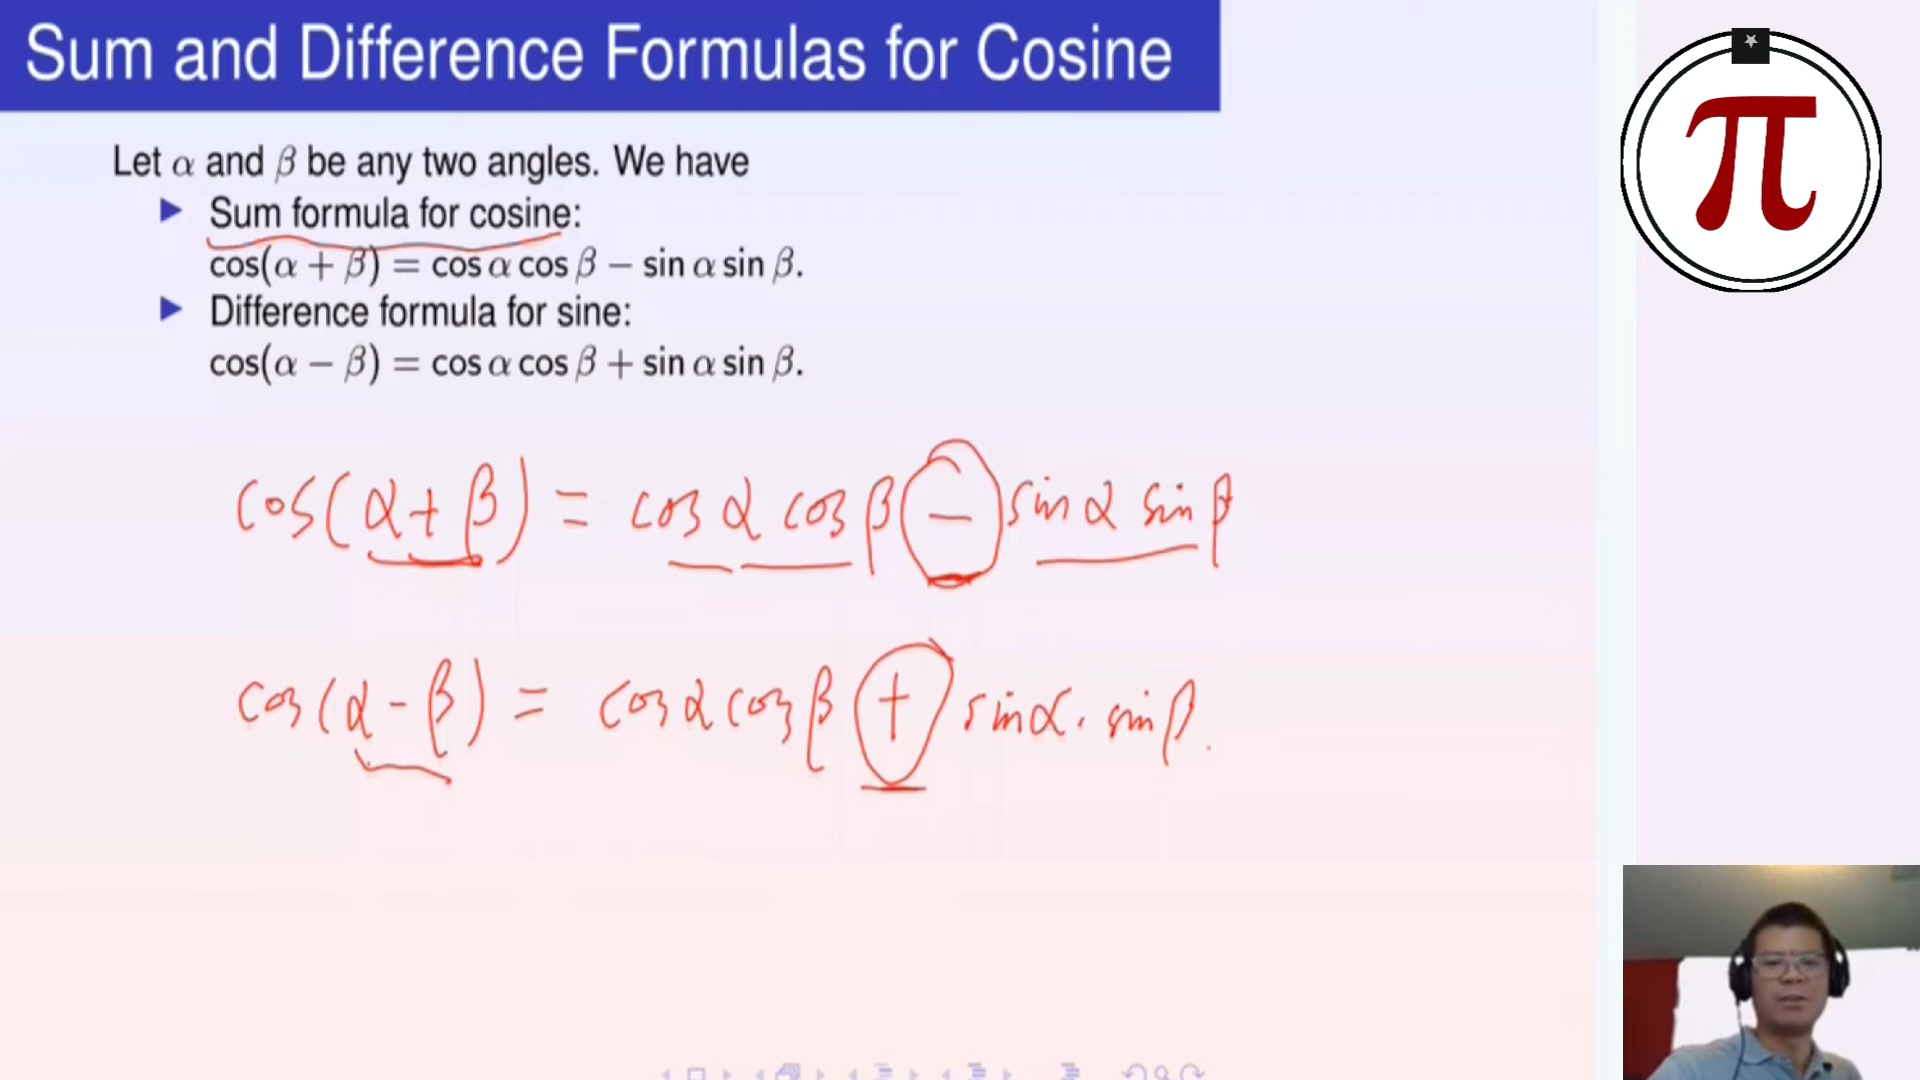 Sum and Difference Formulas for Cosine
Let α and β be any two angles. We have
▶ Sum formula for cosine:
cos(α + β) = cos α cos β − sin α sin β.
▶ Difference formula for sine:
cos(α − β) = cos α cos β + sin α sin β.
cos(α + β) = cos α cos β − sin α sin β
cos(α - β) = cos α cos β + sin α · sin β.
π